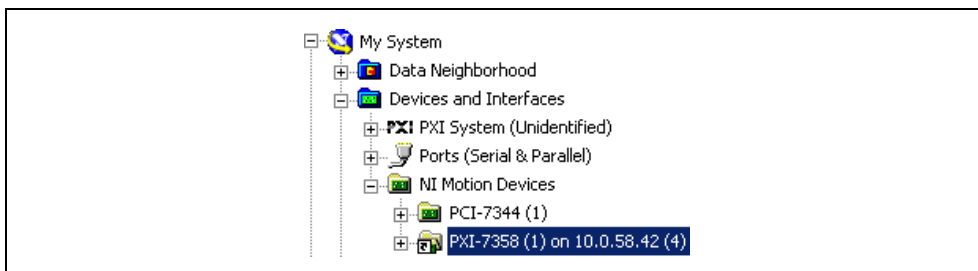 My System
Data Neighborhood
Devices and Interfaces
PXI PXI System (Unidentified)
Ports (Serial & Parallel)
NI Motion Devices
PCI-7344 (1)
PXI-7358 (1) on 10.0.58.42 (4)